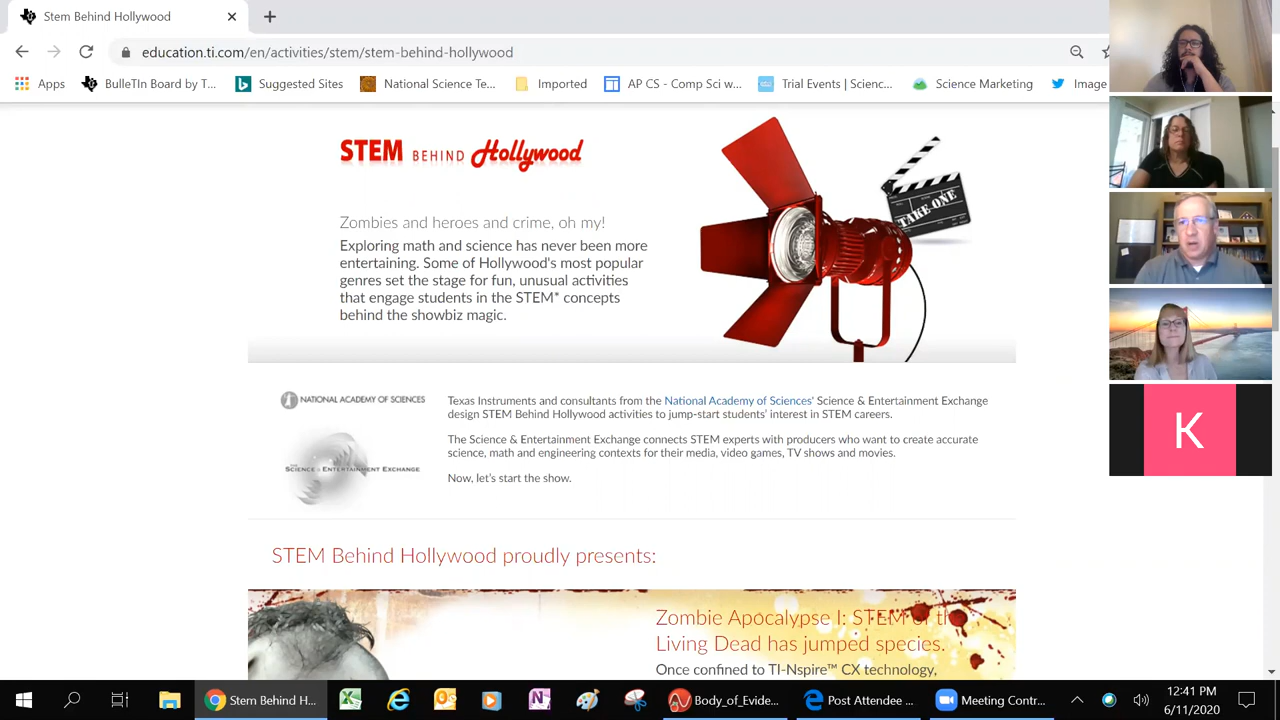 Stem Behind Hollywood
education.ti.com/en/activities/stem/stem-behind-hollywood
Apps BulleTIn Board by T... Suggested Sites National Science Te... Imported AP CS - Comp Sci w... Trial Events | Scienc... Science Marketing Image
STEM BEHIND Hollywood
TAKE ONE
Zombies and heroes and crime, oh my!
Exploring math and science has never been more
entertaining. Some of Hollywood's most popular
genres set the stage for fun, unusual activities
that engage students in the STEM* concepts
behind the showbiz magic.
NATIONAL ACADEMY OF SCIENCES
SCIENCE & ENTERTAINMENT EXCHANGE
Texas Instruments and consultants from the National Academy of Sciences' Science & Entertainment Exchange
design STEM Behind Hollywood activities to jump-start students' interest in STEM careers.
The Science & Entertainment Exchange connects STEM experts with producers who want to create accurate
science, math and engineering contexts for their media, video games, TV shows and movies.
Now, let's start the show.
K
STEM Behind Hollywood proudly presents:
Zombie Apocalypse I: STEM of the
Living Dead has jumped species.
Once confined to TI-Nspire™ CX technology,
Stem Behind H... Body_of_Evide... Post Attendee ... Meeting Contr...
12:41 PM
6/11/2020